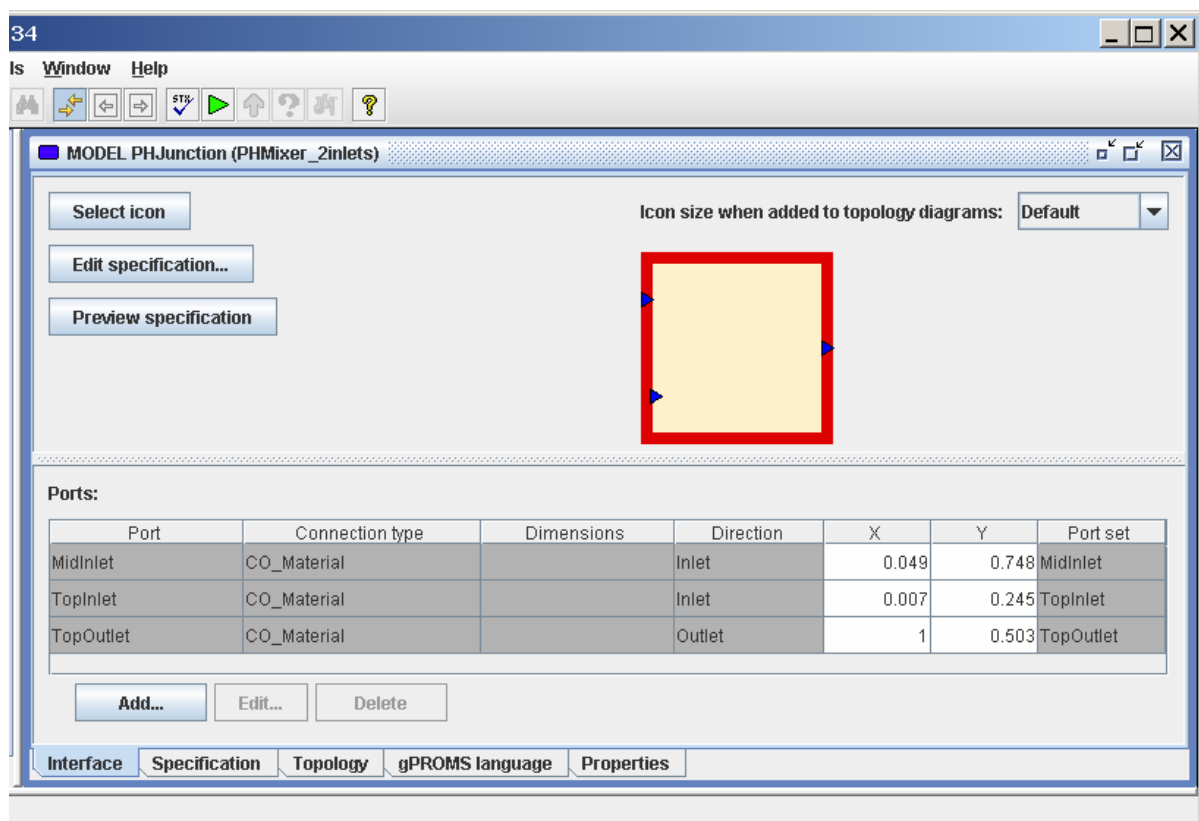 34
ls Window Help
STX
MODEL PHJunction (PHMixer_2inlets)
Select icon
Icon size when added to topology diagrams: Default
Edit specification...
Preview specification
Ports:
Port Connection type Dimensions Direction X Y Port set
MidInlet CO_Material Inlet 0.049 0.748 MidInlet
TopInlet CO_Material Inlet 0.007 0.245 TopInlet
TopOutlet CO_Material Outlet 1 0.503 TopOutlet
Add... Edit... Delete
Interface Specification Topology gPROMS language Properties